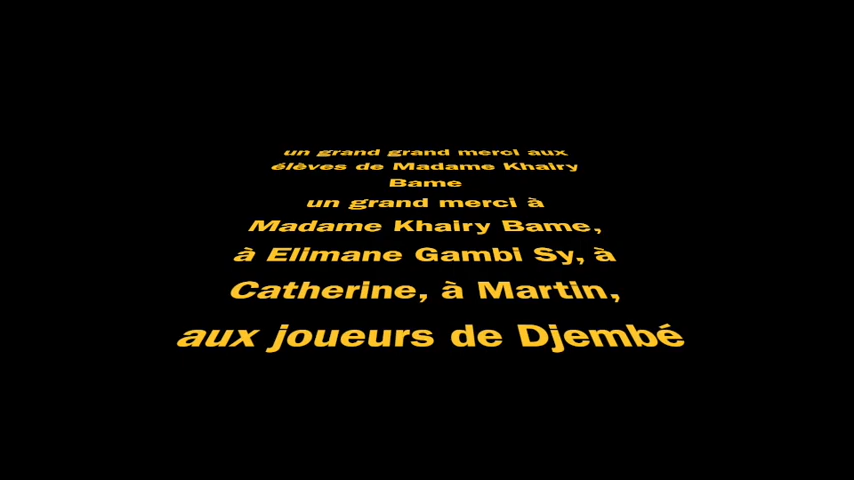 un grand grand merci aux
élèves de Madame Khairy
Bame
un grand merci à
Madame Khairy Bame,
à Elimane Gambi Sy, à
Catherine, à Martin,
aux joueurs de Djembé